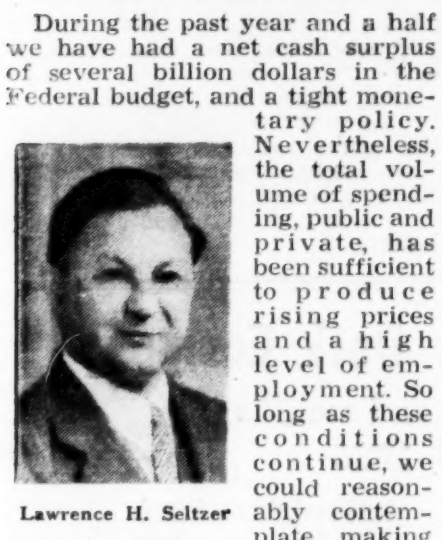 During the past year and a half
we have had a net cash surplus
of several billion dollars in the
Federal budget, and a tight mone-
tary policy.
Nevertheless,
the total vol-
ume of spend-
ing, public and
private, has
been sufficient
to produce
rising prices
and a high
level of em-
ployment. So
long as these
conditions
continue, we
could reason-
ably contem-
plate making
Lawrence H. Seltzer